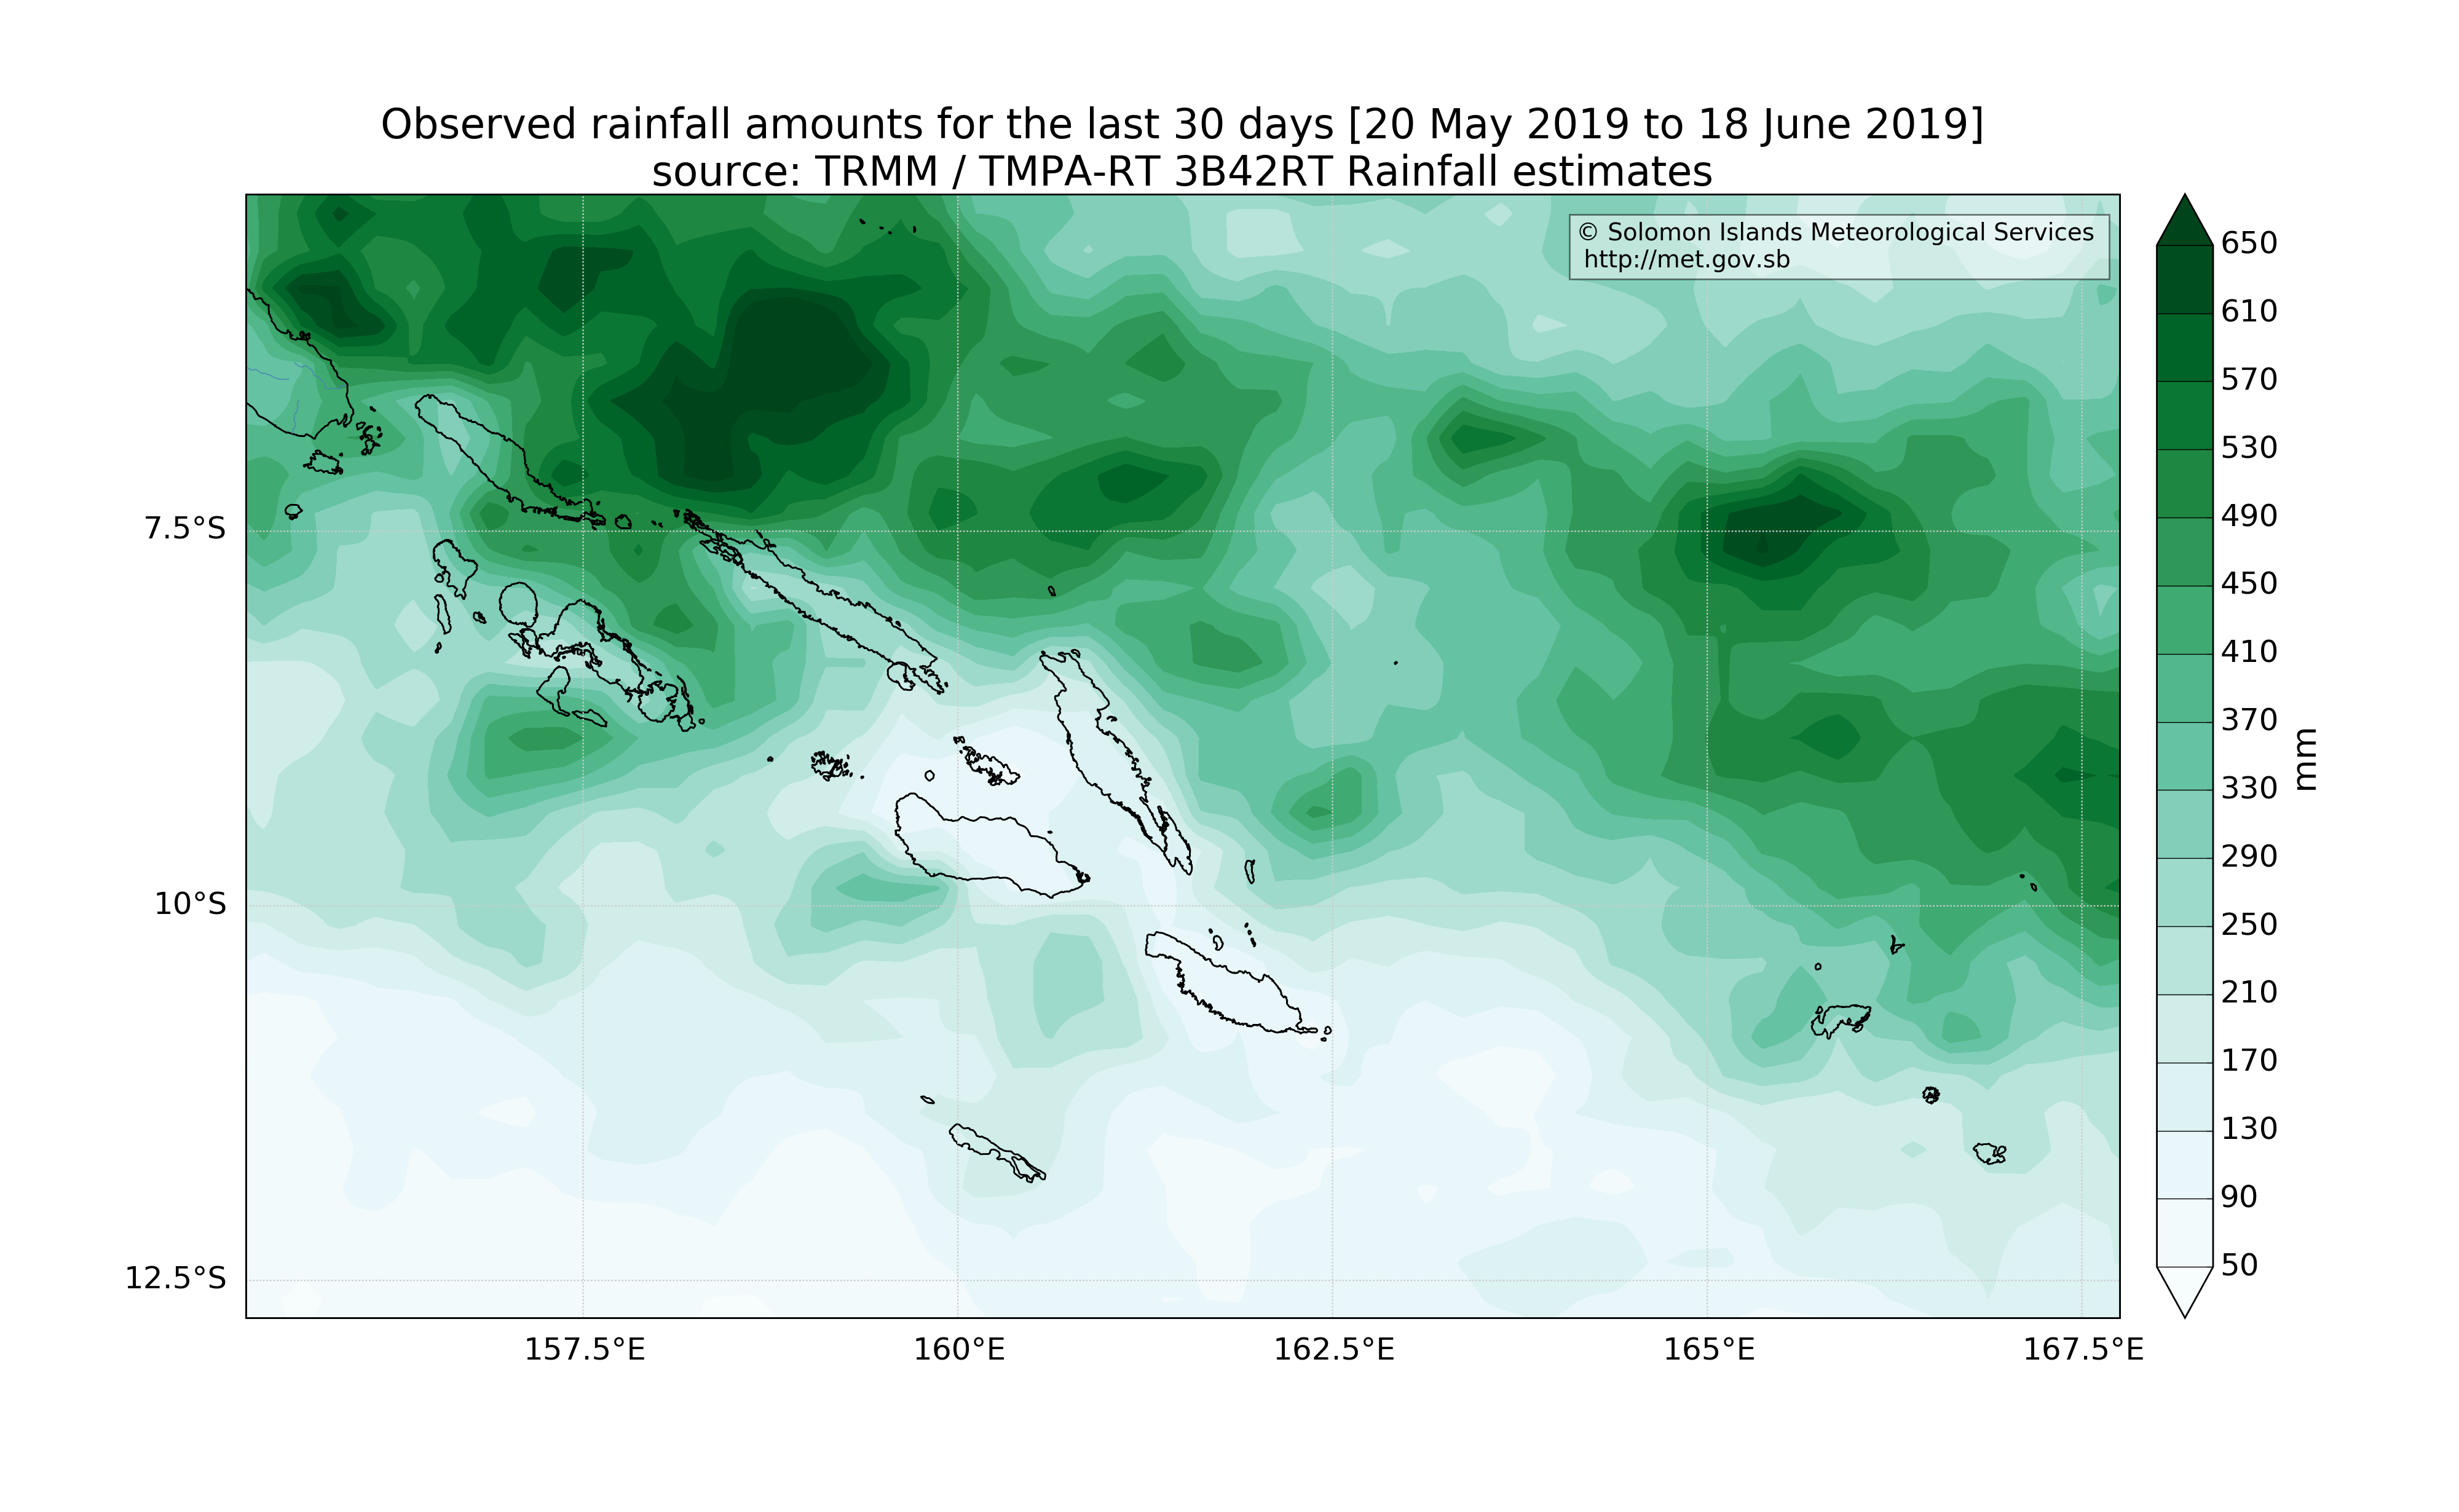 Observed rainfall amounts for the last 30 days [20 May 2019 to 18 June 2019]
source: TRMM / TMPA-RT 3B42RT Rainfall estimates
© Solomon Islands Meteorological Services
http://met.gov.sb
7.5°S
10°S
12.5°S
157.5°E
160°E
162.5°E
165°E
167.5°E
650
610
570
530
490
450
410
370
330
290
250
210
170
130
90
50
mm